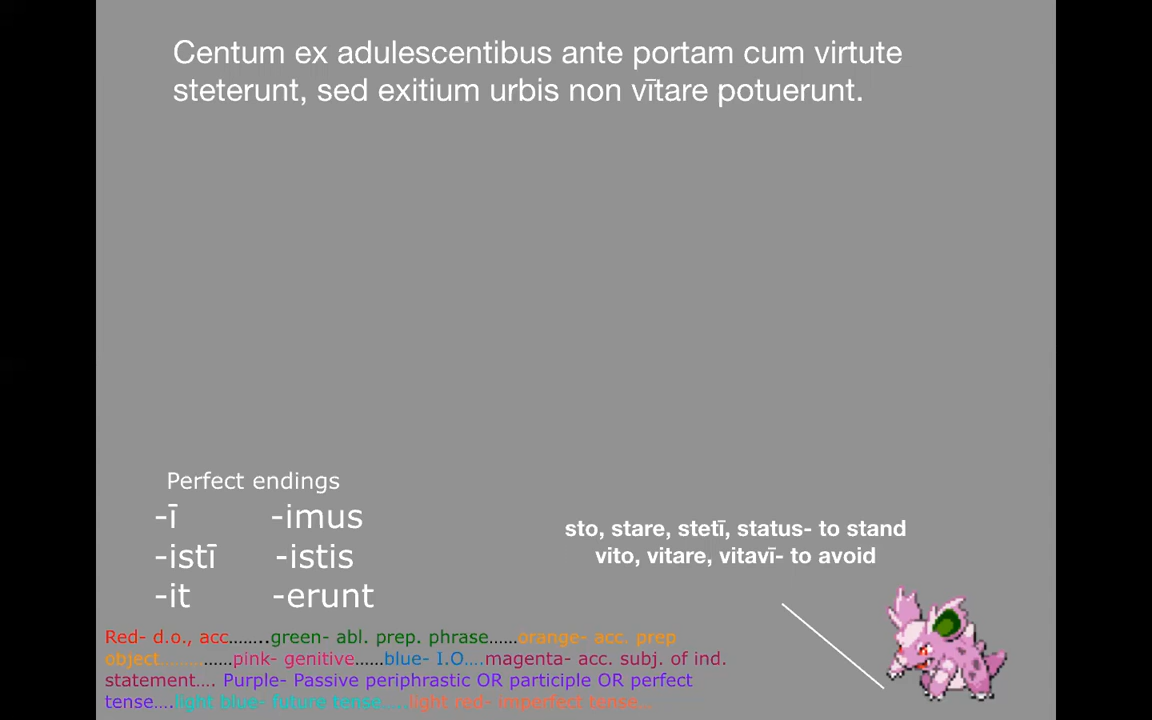 Centum ex adulescentibus ante portam cum virtute
steterunt, sed exitium urbis non vītare potuerunt.
Perfect endings
-ī -imus
-istī -istis
-it -erunt
sto, stare, stetī, status- to stand
vito, vitare, vitavī- to avoid
Red- d.o., acc........green- abl. prep. phrase......orange- acc. prep
object...............pink- genitive......blue- I.O....magenta- acc. subj. of ind.
statement.... Purple- Passive periphrastic OR participle OR perfect
tense....light blue- future tense.....light red- imperfect tense...